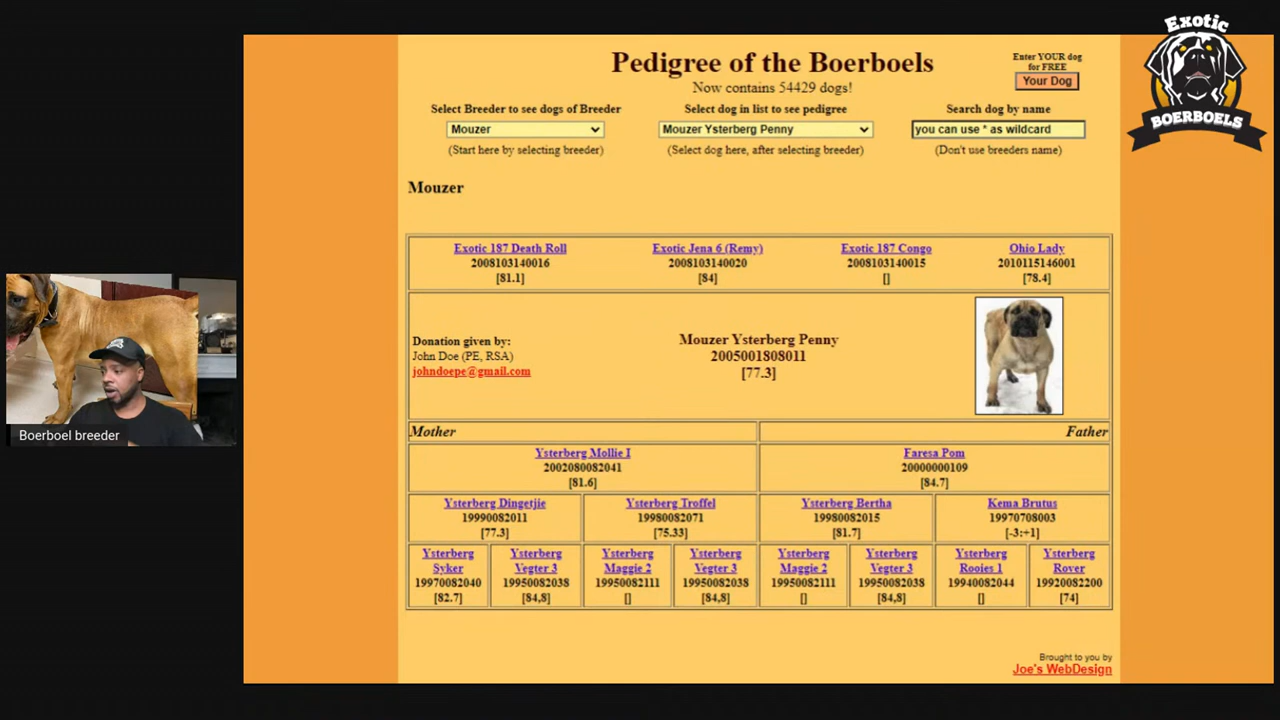 Exotic
BOERBOELS
Pedigree of the Boerboels
Now contains 54429 dogs!
Enter YOUR dog
for FREE
Your Dog
Select Breeder to see dogs of Breeder
Select dog in list to see pedigree
Search dog by name
Mouzer
Mouzer Ysterberg Penny
you can use * as wildcard
(Start here by selecting breeder)
(Select dog here, after selecting breeder)
(Don't use breeders name)
Mouzer
Exotic 187 Death Roll
2008103140016
[81.1]
Exotic Jena 6 (Remy)
2008103140020
[84]
Exotic 187 Congo
2008103140015
[]
Ohio Lady
2010115146001
[78.4]
Donation given by:
John Doe (PE, RSA)
johndoepe@gmail.com
Mouzer Ysterberg Penny
2005001808011
[77.3]
Mother
Father
Ysterberg Mollie I
2002080082041
[81.6]
Faresa Pom
20000000109
[84.7]
Ysterberg Dingetjie
19990082011
[77.3]
Ysterberg Troffel
19980082071
[75.33]
Ysterberg Bertha
19980082015
[81.7]
Kema Brutus
19970708003
[-3:+1]
Ysterberg
Syker
19970082040
[82.7]
Ysterberg
Vegter 3
19950082038
[84,8]
Ysterberg
Maggie 2
19950082111
[]
Ysterberg
Vegter 3
19950082038
[84,8]
Ysterberg
Maggie 2
19950082111
[]
Ysterberg
Vegter 3
19950082038
[84,8]
Ysterberg
Rooies 1
19940082044
[]
Ysterberg
Rover
19920082200
[74]
Brought to you by
Joe's WebDesign
Boerboel breeder